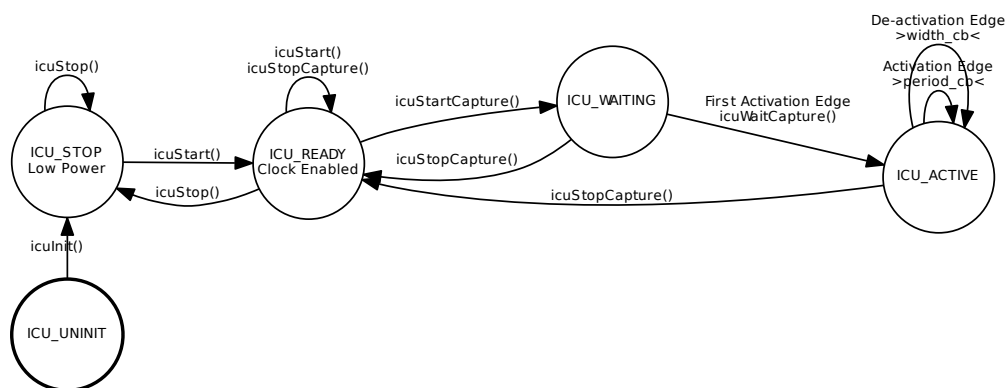 De-activation Edge
>width_cb<
Activation Edge
>period_cb<
icuStop()
icuStart()
icuStopCapture()
icuStartCapture()
ICU_WAITING
First Activation Edge
icuWaitCapture()
ICU_STOP
Low Power
icuStart()
ICU_READY
Clock Enabled
icuStopCapture()
ICU_ACTIVE
icuStop()
icuStopCapture()
icuInit()
ICU_UNINIT